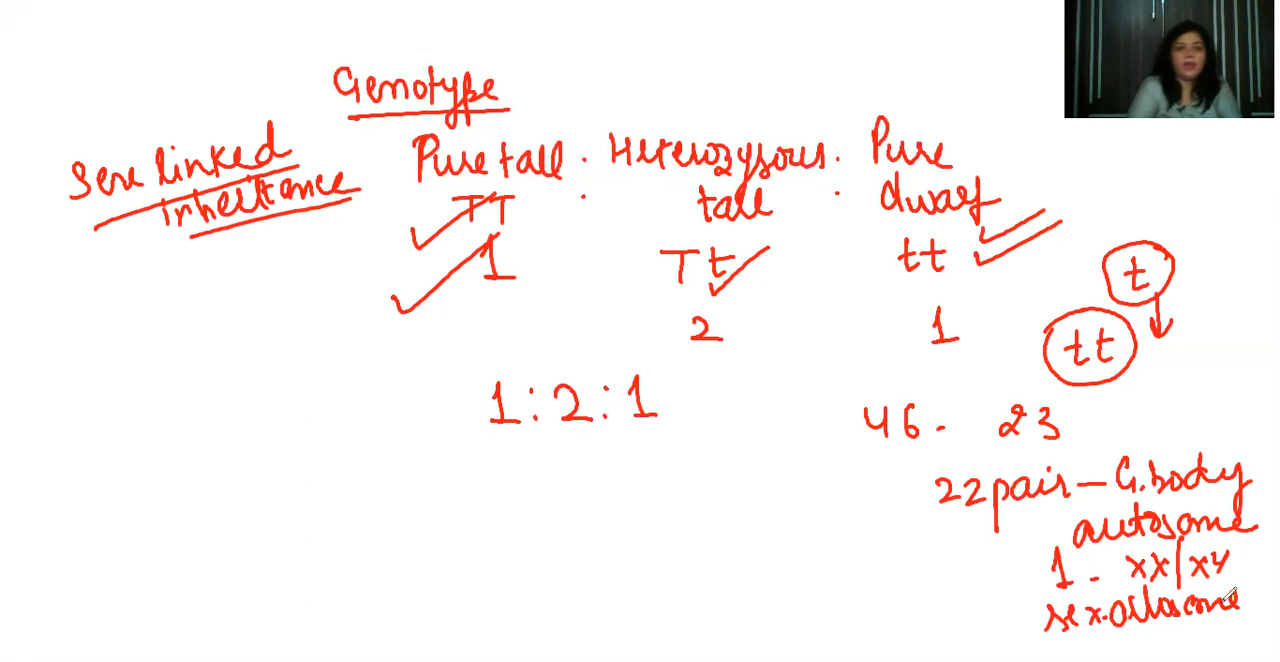 Genotype
Sex linked
inheritance
Pure tall : Heterozygous : Pure
tall dwarf
TT
Tt tt
1
2 1
t
tt
1:2:1
46 - 23
22 pair - G.body
autosome
1 - xx | xy
sex.